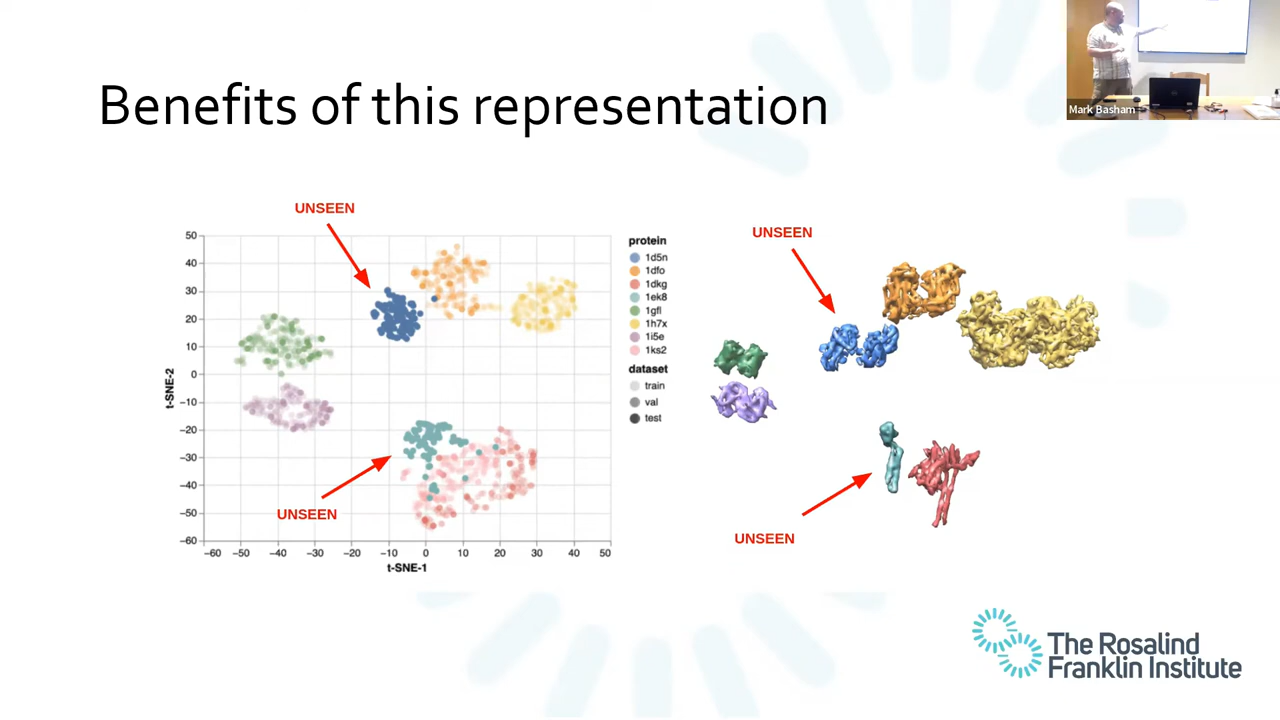 Mark Basham
Benefits of this representation
UNSEEN
UNSEEN
50
40
30
20
10
0
−10
−20
−30
−40
−50
−60
t-SNE-2
−60 −50 −40 −30 −20 −10 0 10 20 30 40 50
t-SNE-1
UNSEEN
protein
1d5n
1dfo
1dkg
1ek8
1gfl
1h7x
1i5e
1ks2
dataset
train
val
test
UNSEEN
The Rosalind
Franklin Institute